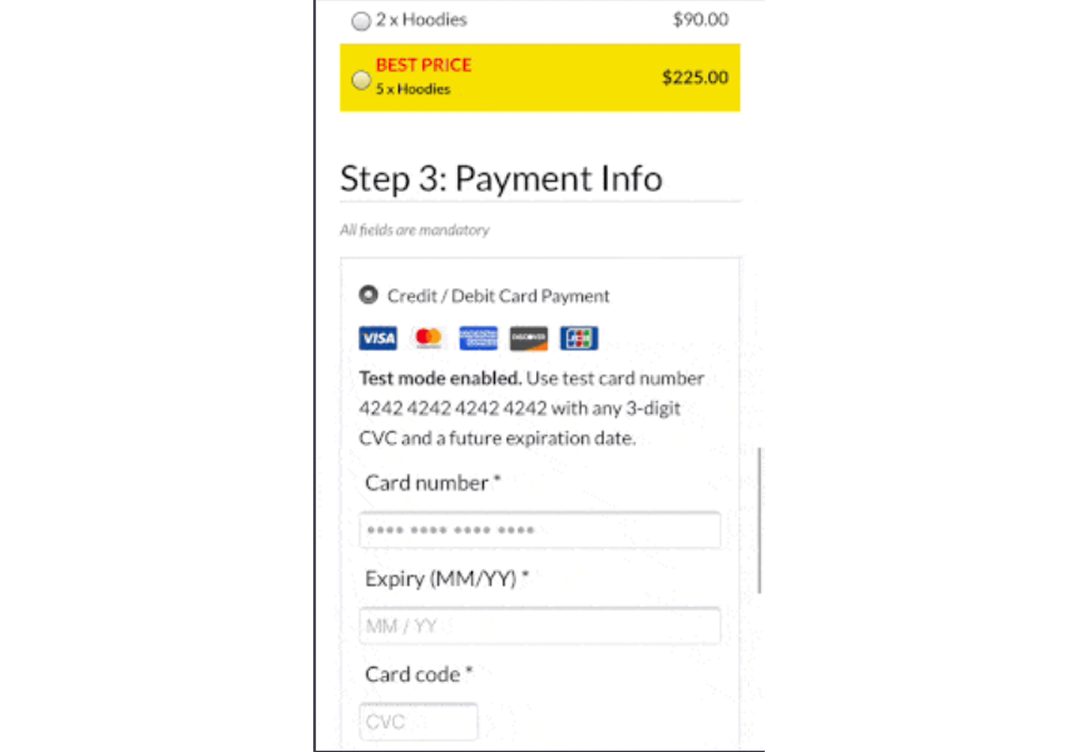 2 x Hoodies $90.00
BEST PRICE
5 x Hoodies $225.00
Step 3: Payment Info
All fields are mandatory
Credit / Debit Card Payment
VISA DISCOVER JCB
Test mode enabled. Use test card number
4242 4242 4242 4242 with any 3-digit
CVC and a future expiration date.
Card number *
•••• •••• •••• ••••
Expiry (MM/YY) *
MM / YY
Card code *
CVC